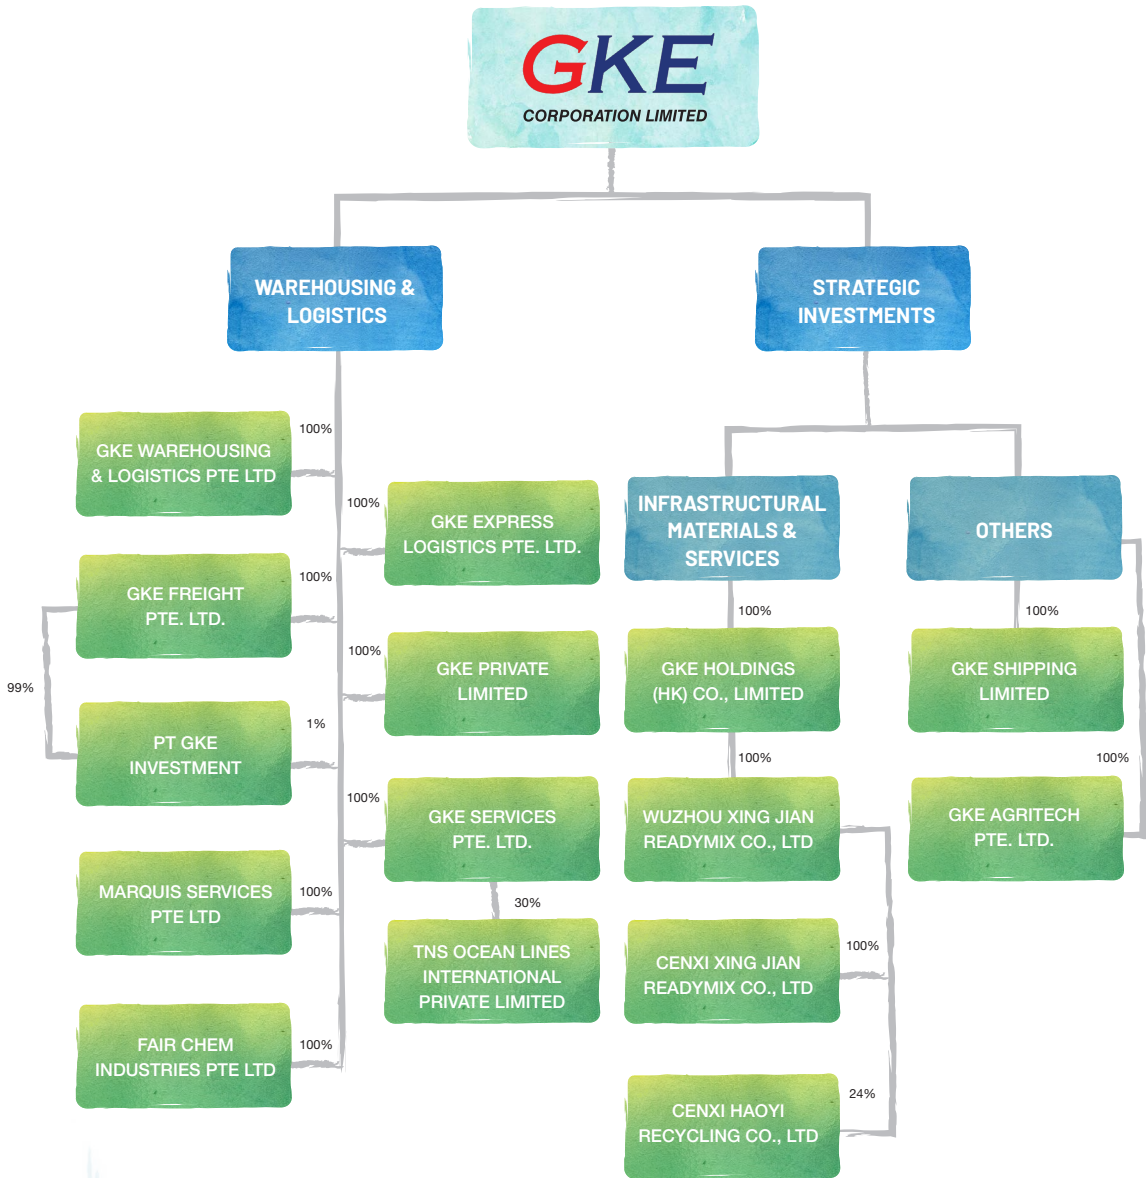 GKE
CORPORATION LIMITED
WAREHOUSING &
LOGISTICS
STRATEGIC
INVESTMENTS
100%
GKE WAREHOUSING
& LOGISTICS PTE LTD
100%
GKE EXPRESS
LOGISTICS PTE. LTD.
INFRASTRUCTURAL
MATERIALS &
SERVICES
OTHERS
100%
GKE FREIGHT
PTE. LTD.
99%
100%
GKE PRIVATE
LIMITED
100%
GKE HOLDINGS
(HK) CO., LIMITED
100%
GKE SHIPPING
LIMITED
1%
PT GKE
INVESTMENT
100%
GKE SERVICES
PTE. LTD.
100%
WUZHOU XING JIAN
READYMIX CO., LTD
100%
GKE AGRITECH
PTE. LTD.
100%
MARQUIS SERVICES
PTE LTD
30%
TNS OCEAN LINES
INTERNATIONAL
PRIVATE LIMITED
100%
CENXI XING JIAN
READYMIX CO., LTD
100%
FAIR CHEM
INDUSTRIES PTE LTD
24%
CENXI HAOYI
RECYCLING CO., LTD